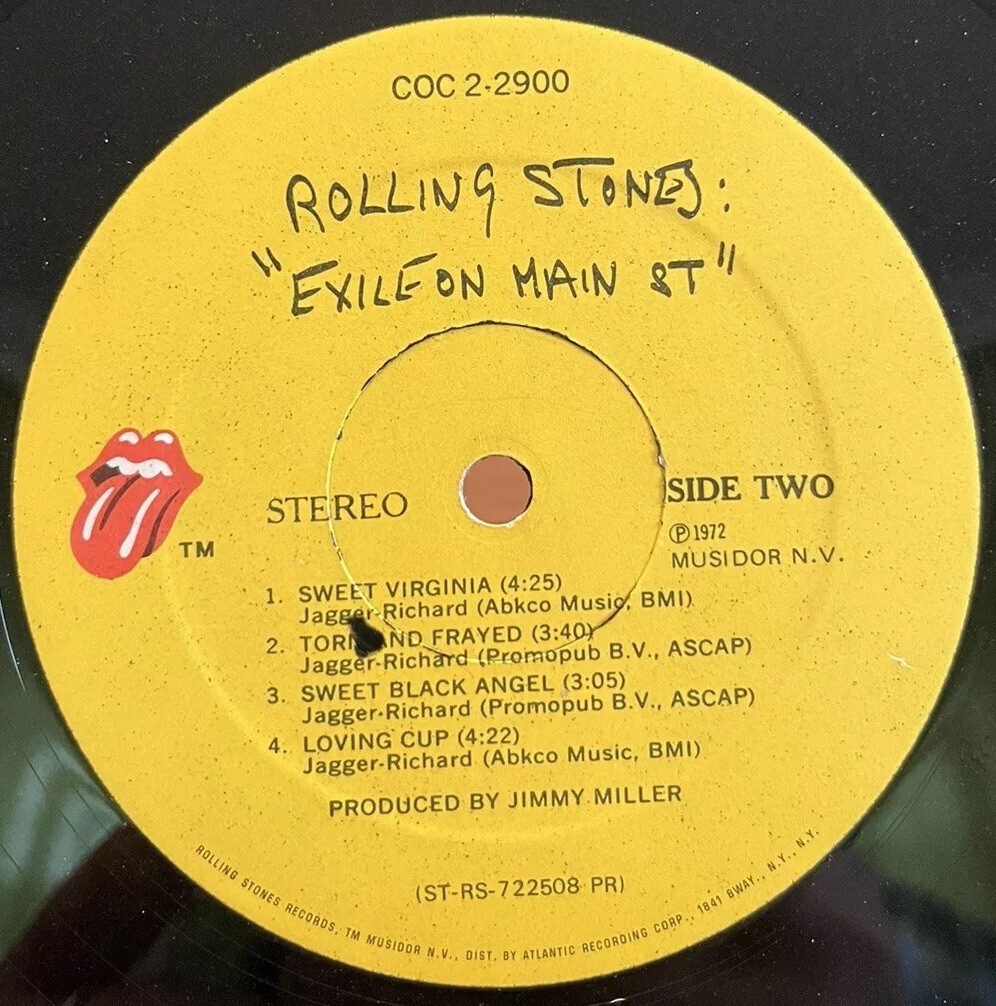 COC 2-2900
ROLLING STONES:
"EXILE ON MAIN ST"
STEREO
SIDE TWO
℗ 1972
MUSIDOR N.V.
TM
1. SWEET VIRGINIA (4:25)
Jagger-Richard (Abkco Music, BMI)
2. TORN AND FRAYED (3:40)
Jagger-Richard (Promopub B.V., ASCAP)
3. SWEET BLACK ANGEL (3:05)
Jagger-Richard (Promopub B.V., ASCAP)
4. LOVING CUP (4:22)
Jagger-Richard (Abkco Music, BMI)
PRODUCED BY JIMMY MILLER
(ST-RS-722508 PR)
ROLLING STONES RECORDS, TM MUSIDOR N.V., DIST. BY ATLANTIC RECORDING CORP., 1841 BWAY., N.Y., N.Y.